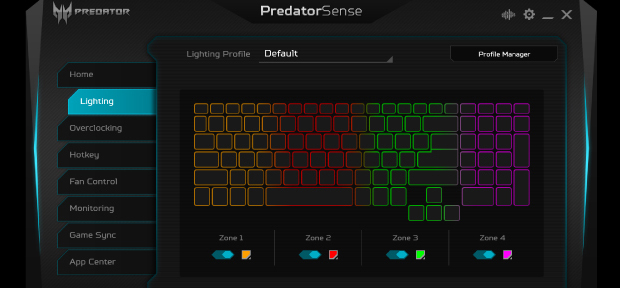 PREDATOR
PredatorSense
Lighting Profile Default
Profile Manager
Home
Lighting
Overclocking
Hotkey
Fan Control
Monitoring
Game Sync
App Center
Zone 1
Zone 2
Zone 3
Zone 4